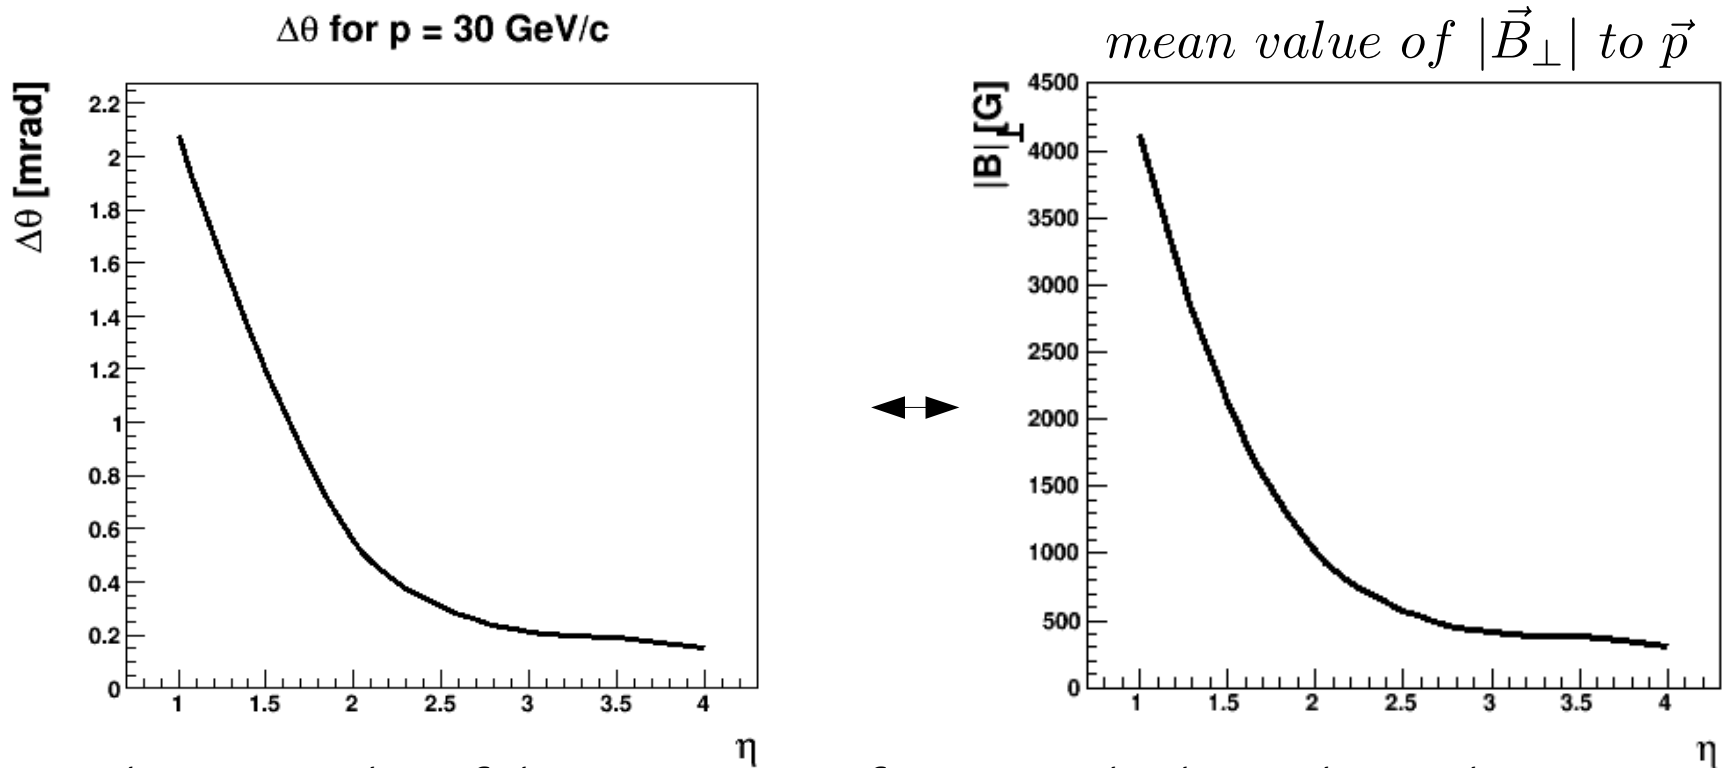 Δθ for p = 30 GeV/c
Δθ [mrad]
2.2
2
1.8
1.6
1.4
1.2
1
0.8
0.6
0.4
0.2
0
1 1.5 2 2.5 3 3.5 4
η
mean value of |B⃗⊥| to p⃗
|B|⊥ [G]
4500
4000
3500
3000
2500
2000
1500
1000
500
0
1 1.5 2 2.5 3 3.5 4
η